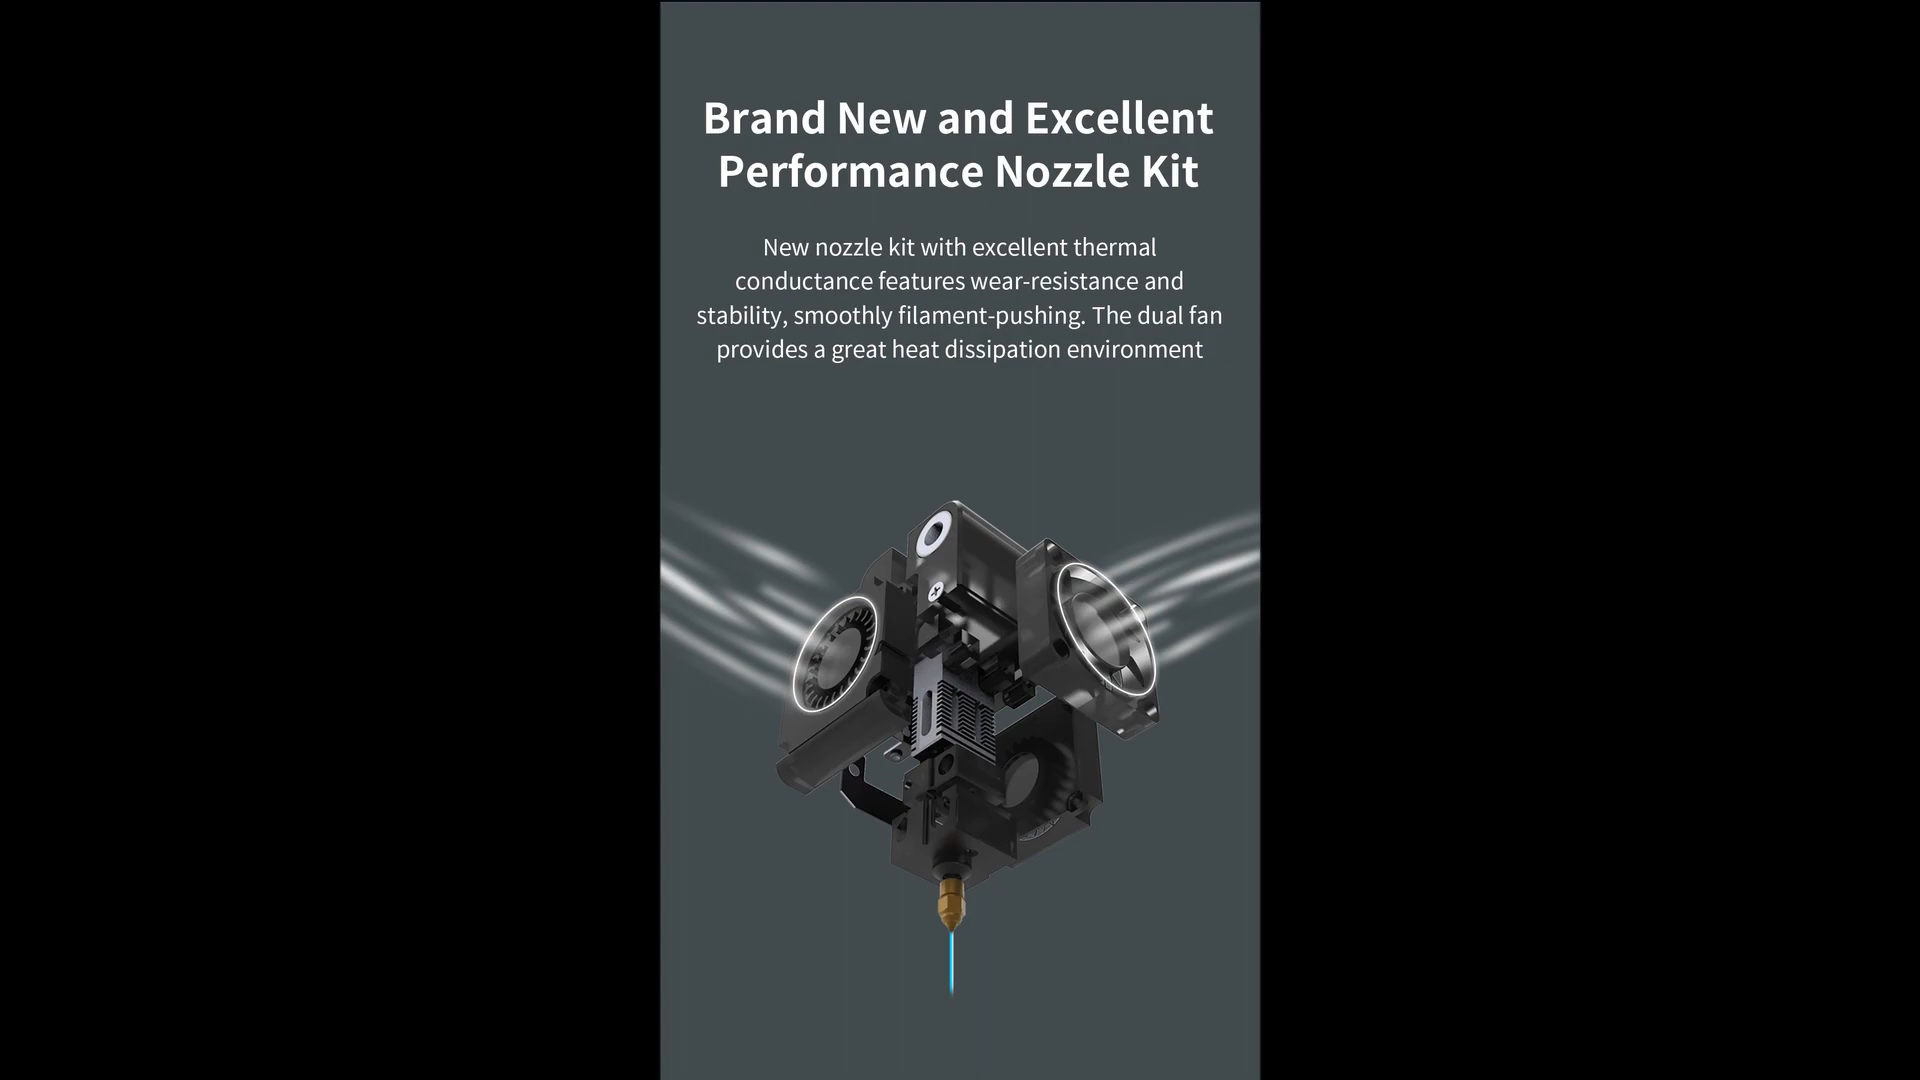 Brand New and Excellent
Performance Nozzle Kit
New nozzle kit with excellent thermal
conductance features wear-resistance and
stability, smoothly filament-pushing. The dual fan
provides a great heat dissipation environment